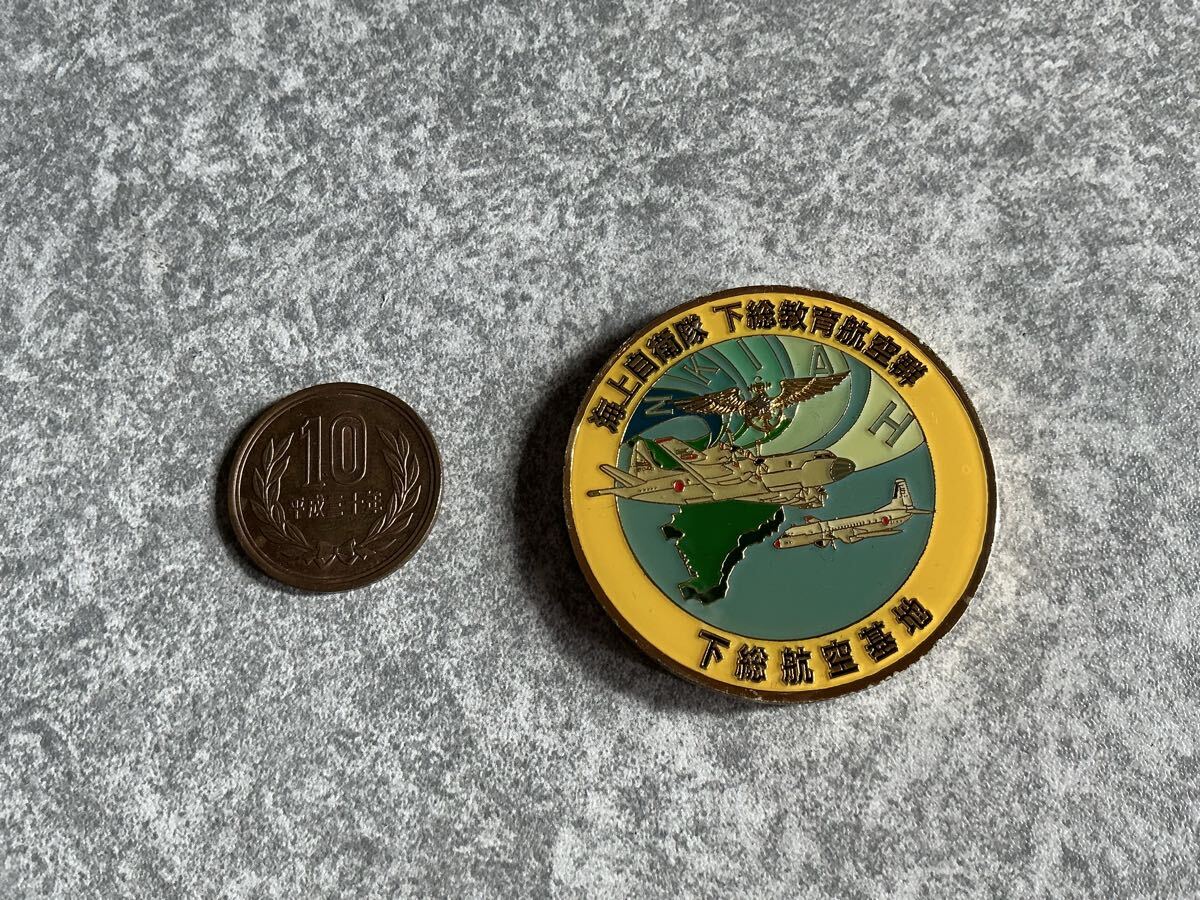 10
平成三十年
海上自衛隊 下総教育航空群
N K J A H
下総航空基地